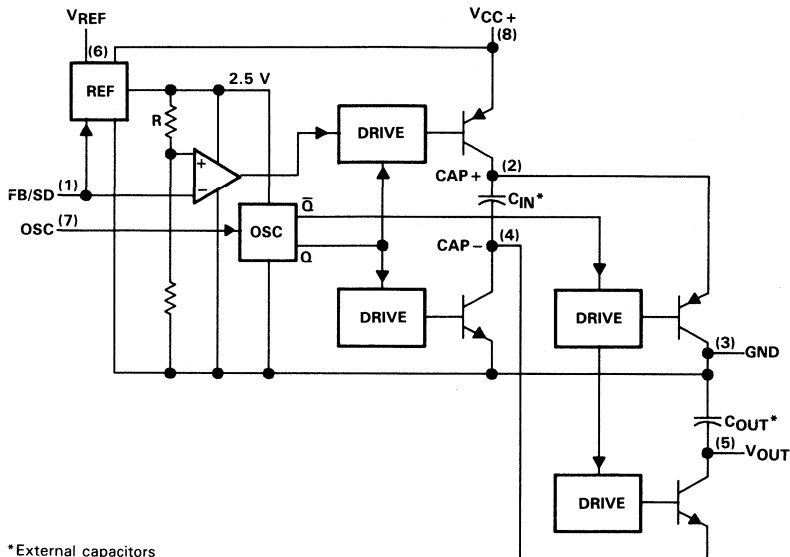 VREF
VCC+
(6)
(8)
REF
2.5 V
R
DRIVE
+
−
(1)
FB/SD
CAP+
(2)
CIN*
OSC
(7)
OSC
Q̅
Q
CAP−
(4)
DRIVE
DRIVE
(3)
GND
COUT*
(5)
VOUT
DRIVE
*External capacitors